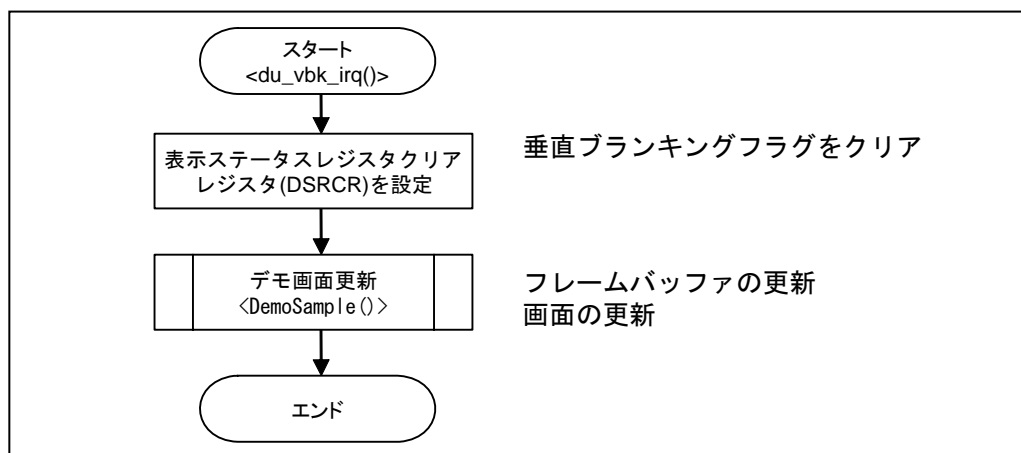 スタート
<du_vbk_irq()>
表示ステータスレジスタクリア
レジスタ(DSRCR)を設定
垂直ブランキングフラグをクリア
デモ画面更新
<DemoSample()>
フレームバッファの更新
画面の更新
エンド